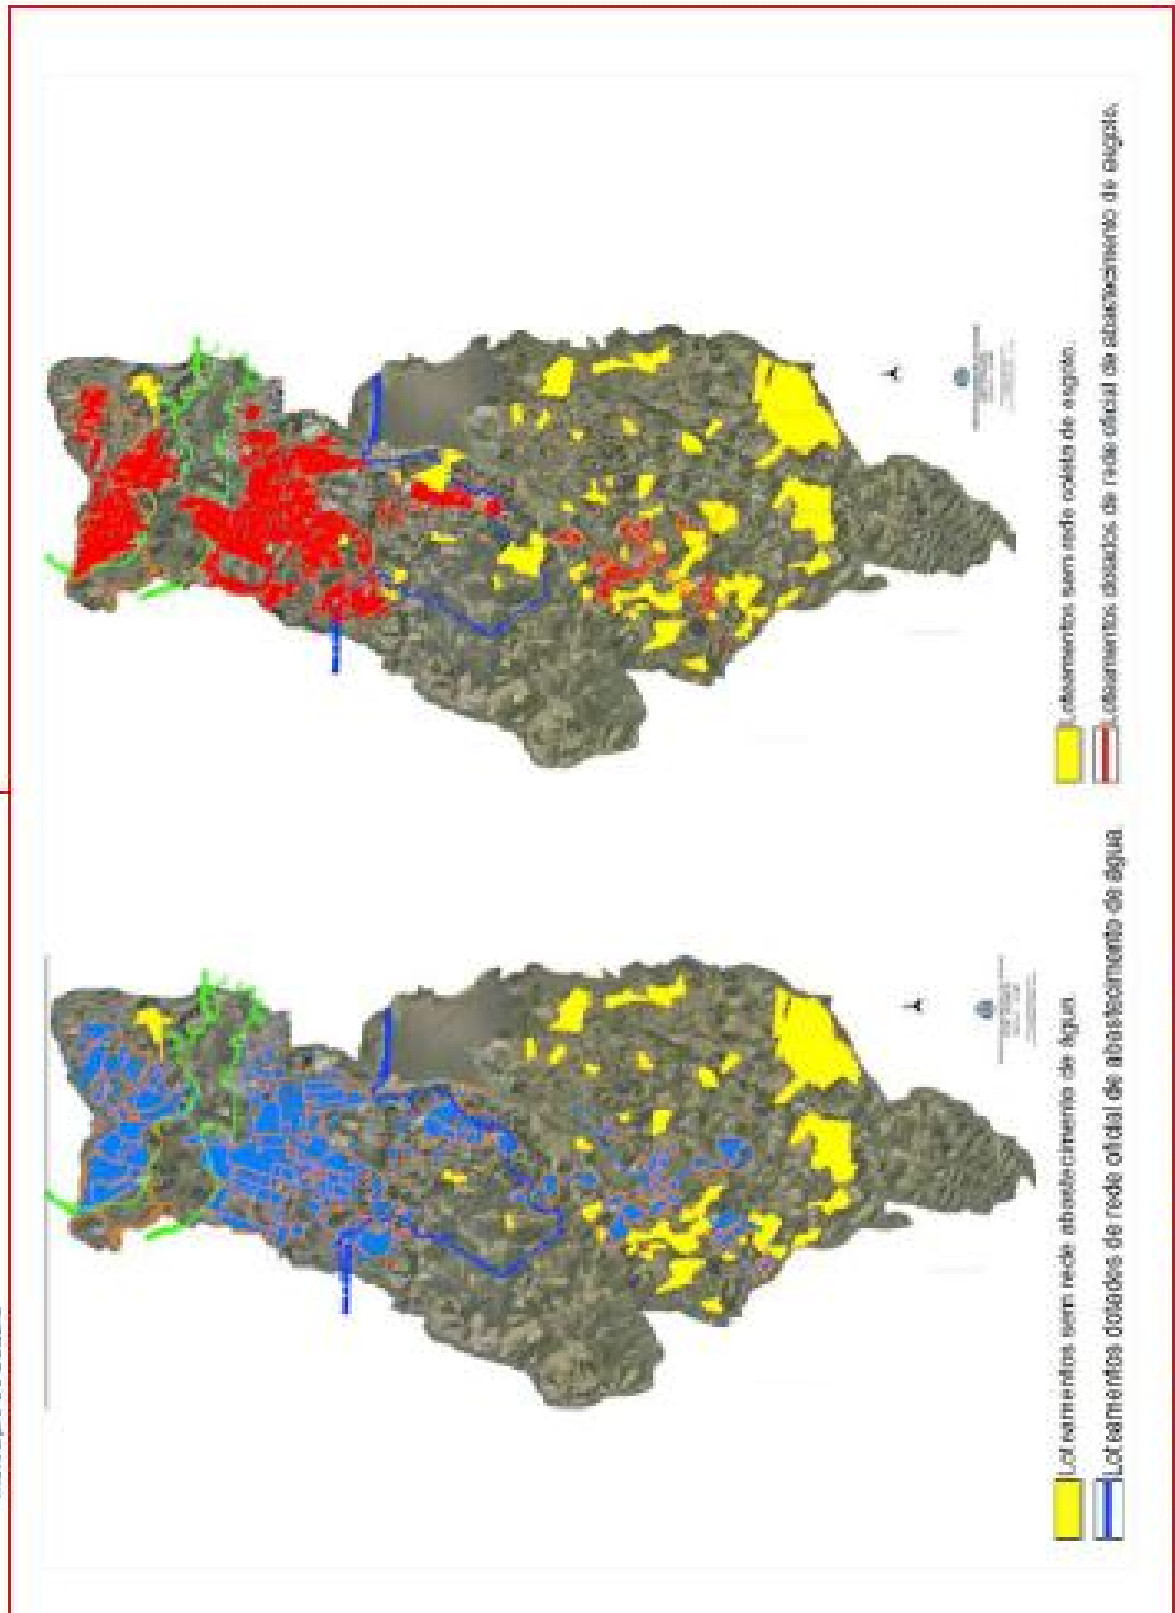 Loteamentos sem rede abastecimento de água
Loteamentos dotados de rede oficial de abastecimento de água
Loteamentos sem rede coleta de esgoto.
Loteamentos dotados de rede oficial de abastecimento de esgoto.